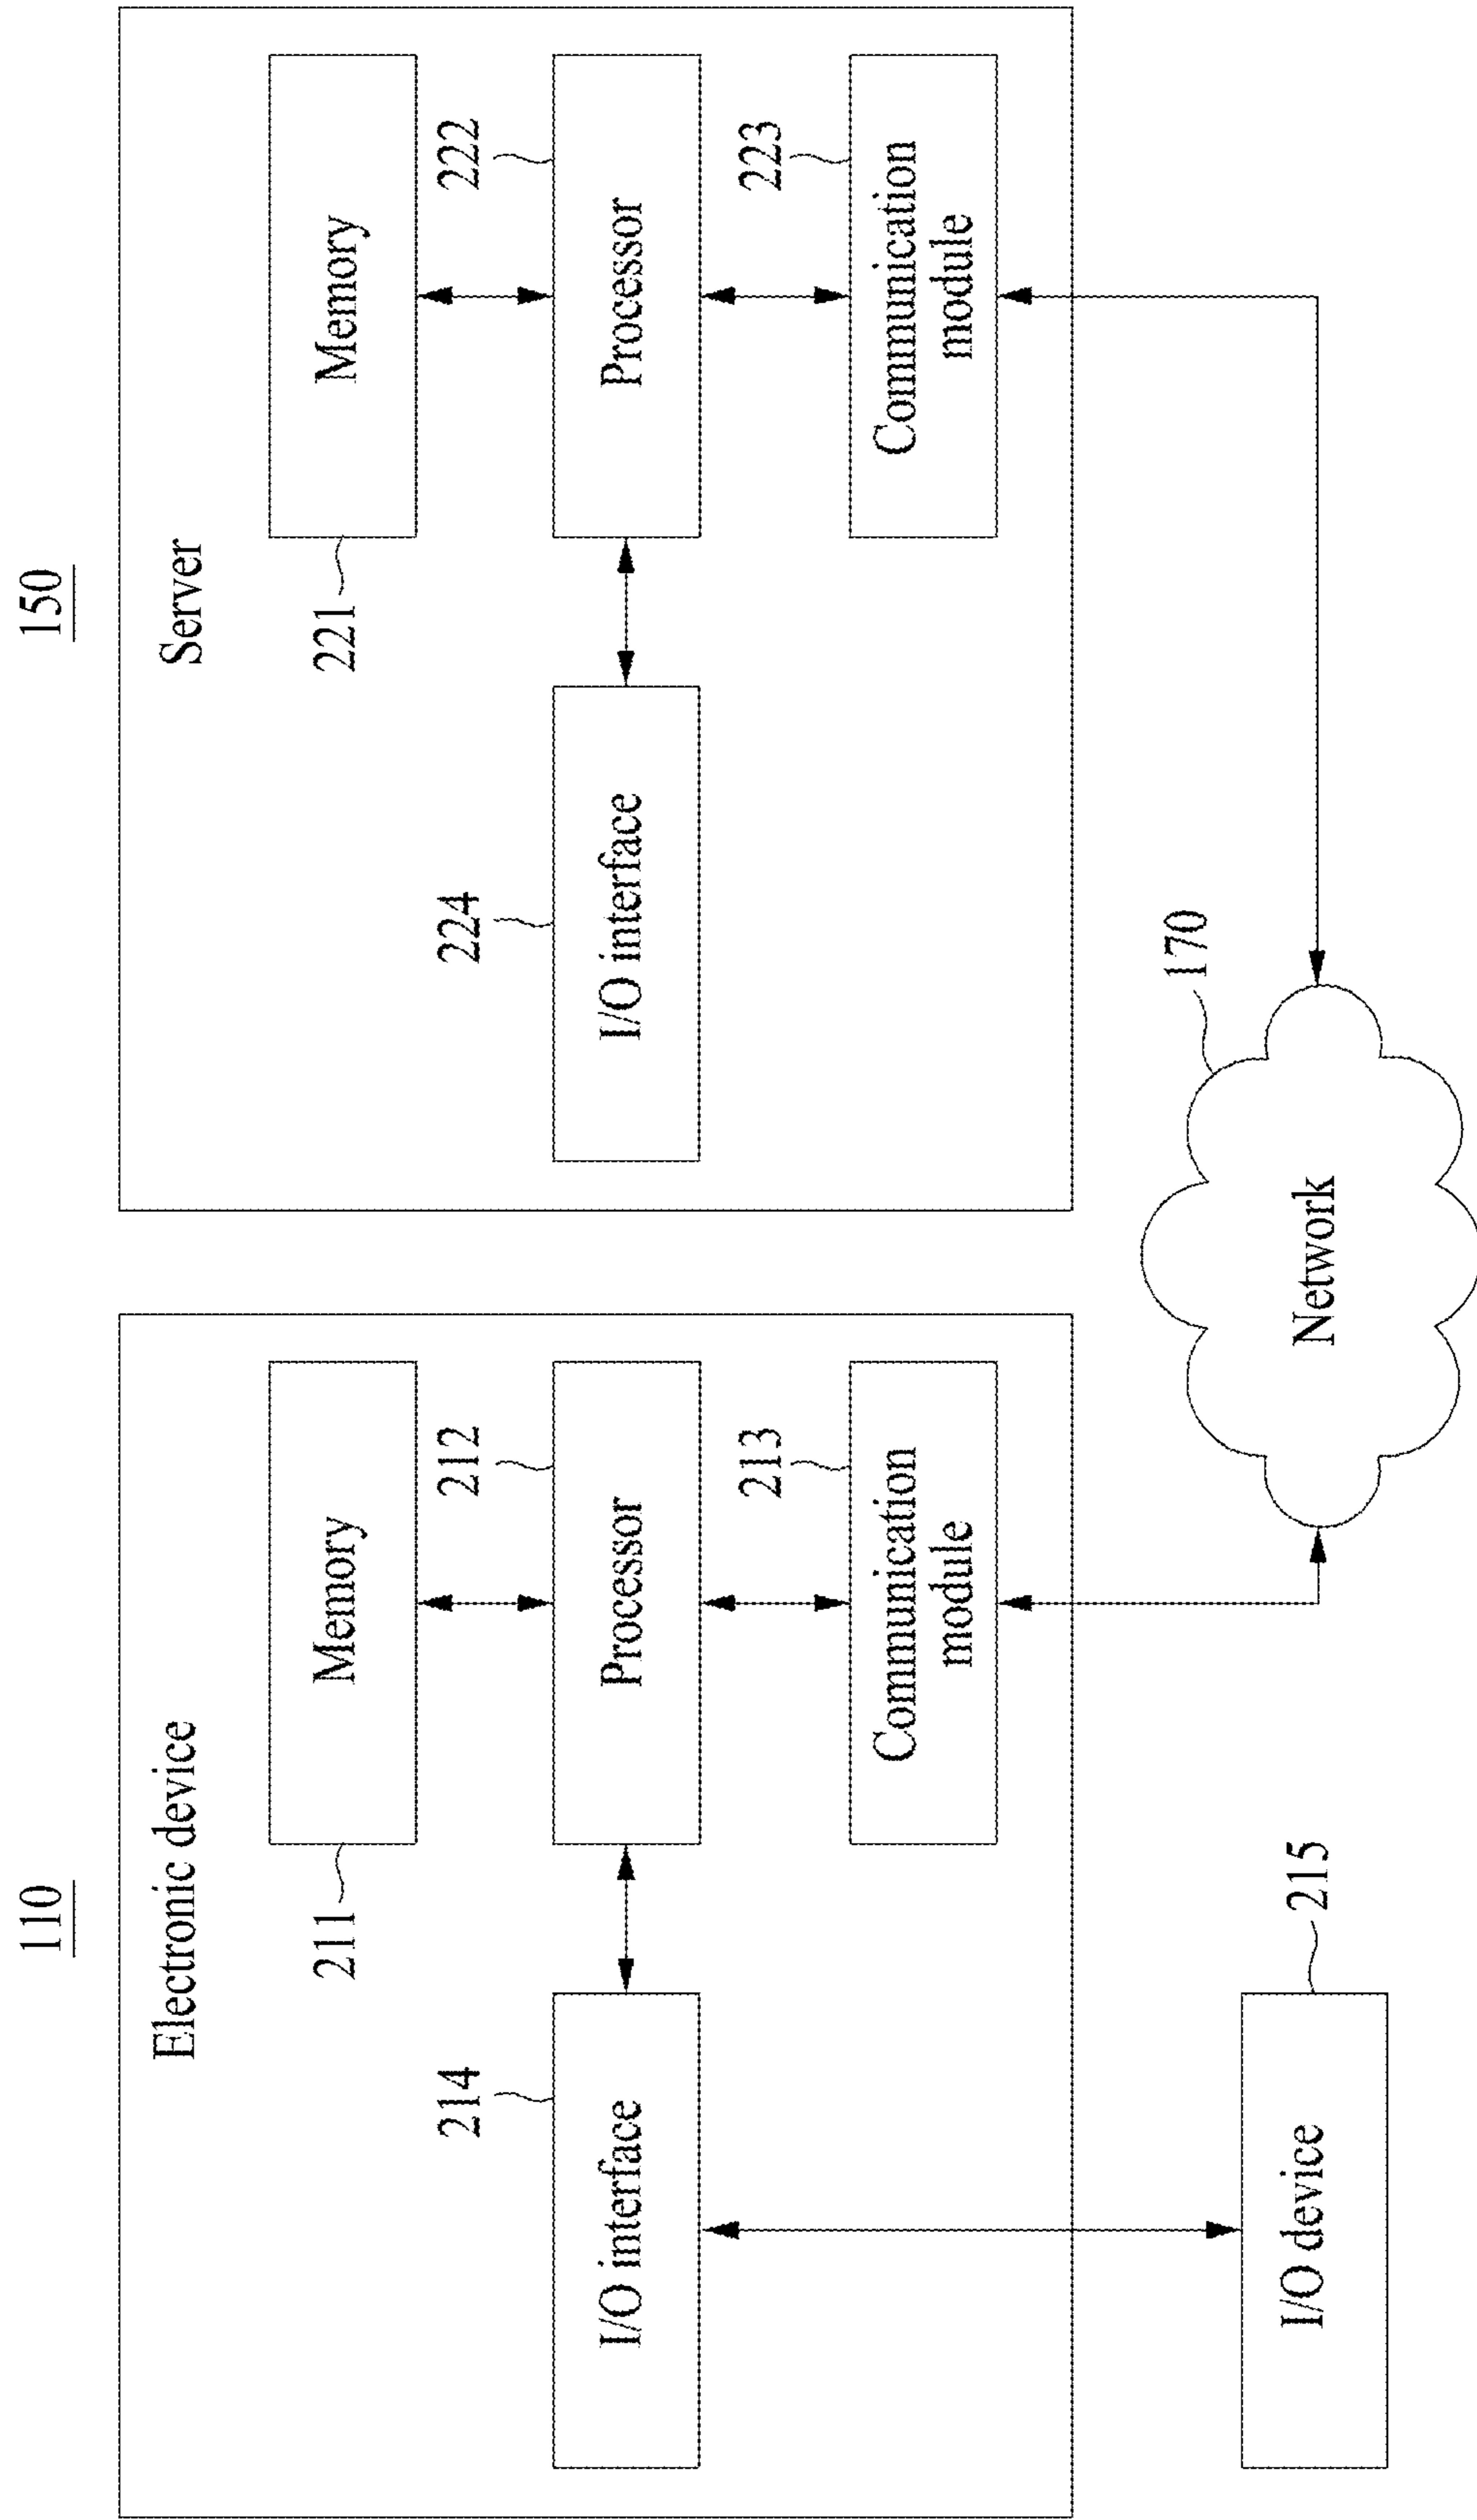 110
Electronic device
Memory
211
212
Processor
214
I/O interface
213
Communication
module
215
I/O device
150
Server
Memory
221
222
Processor
224
I/O interface
223
Communication
module
170
Network